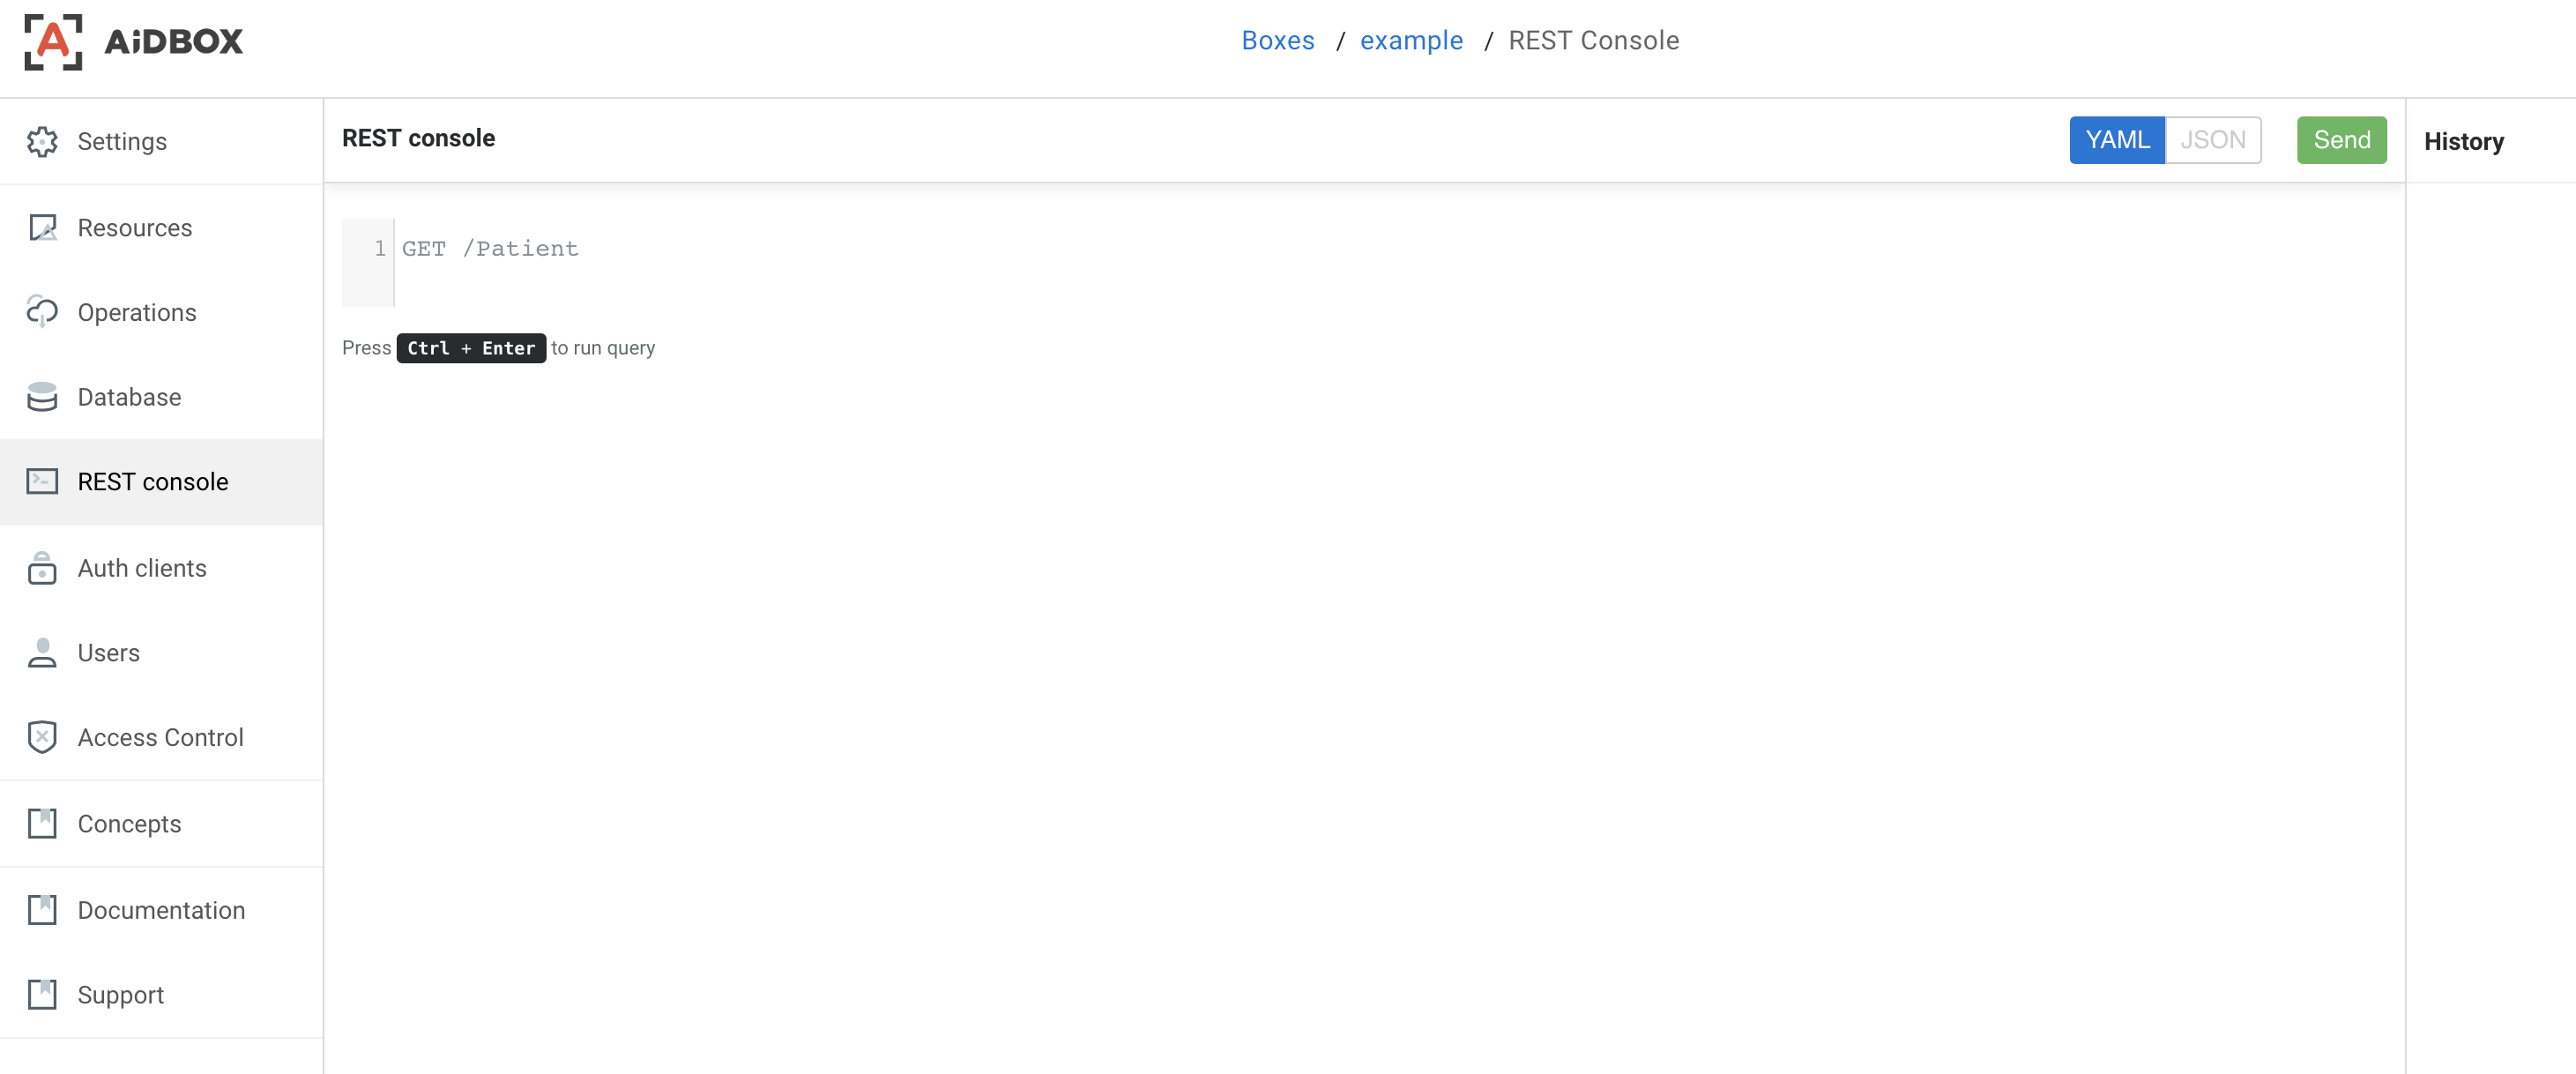 AiDBOX
Boxes / example / REST Console
Settings
Resources
Operations
Database
REST console
Auth clients
Users
Access Control
Concepts
Documentation
Support
REST console
YAML JSON Send
1 GET /Patient
Press Ctrl + Enter to run query
History